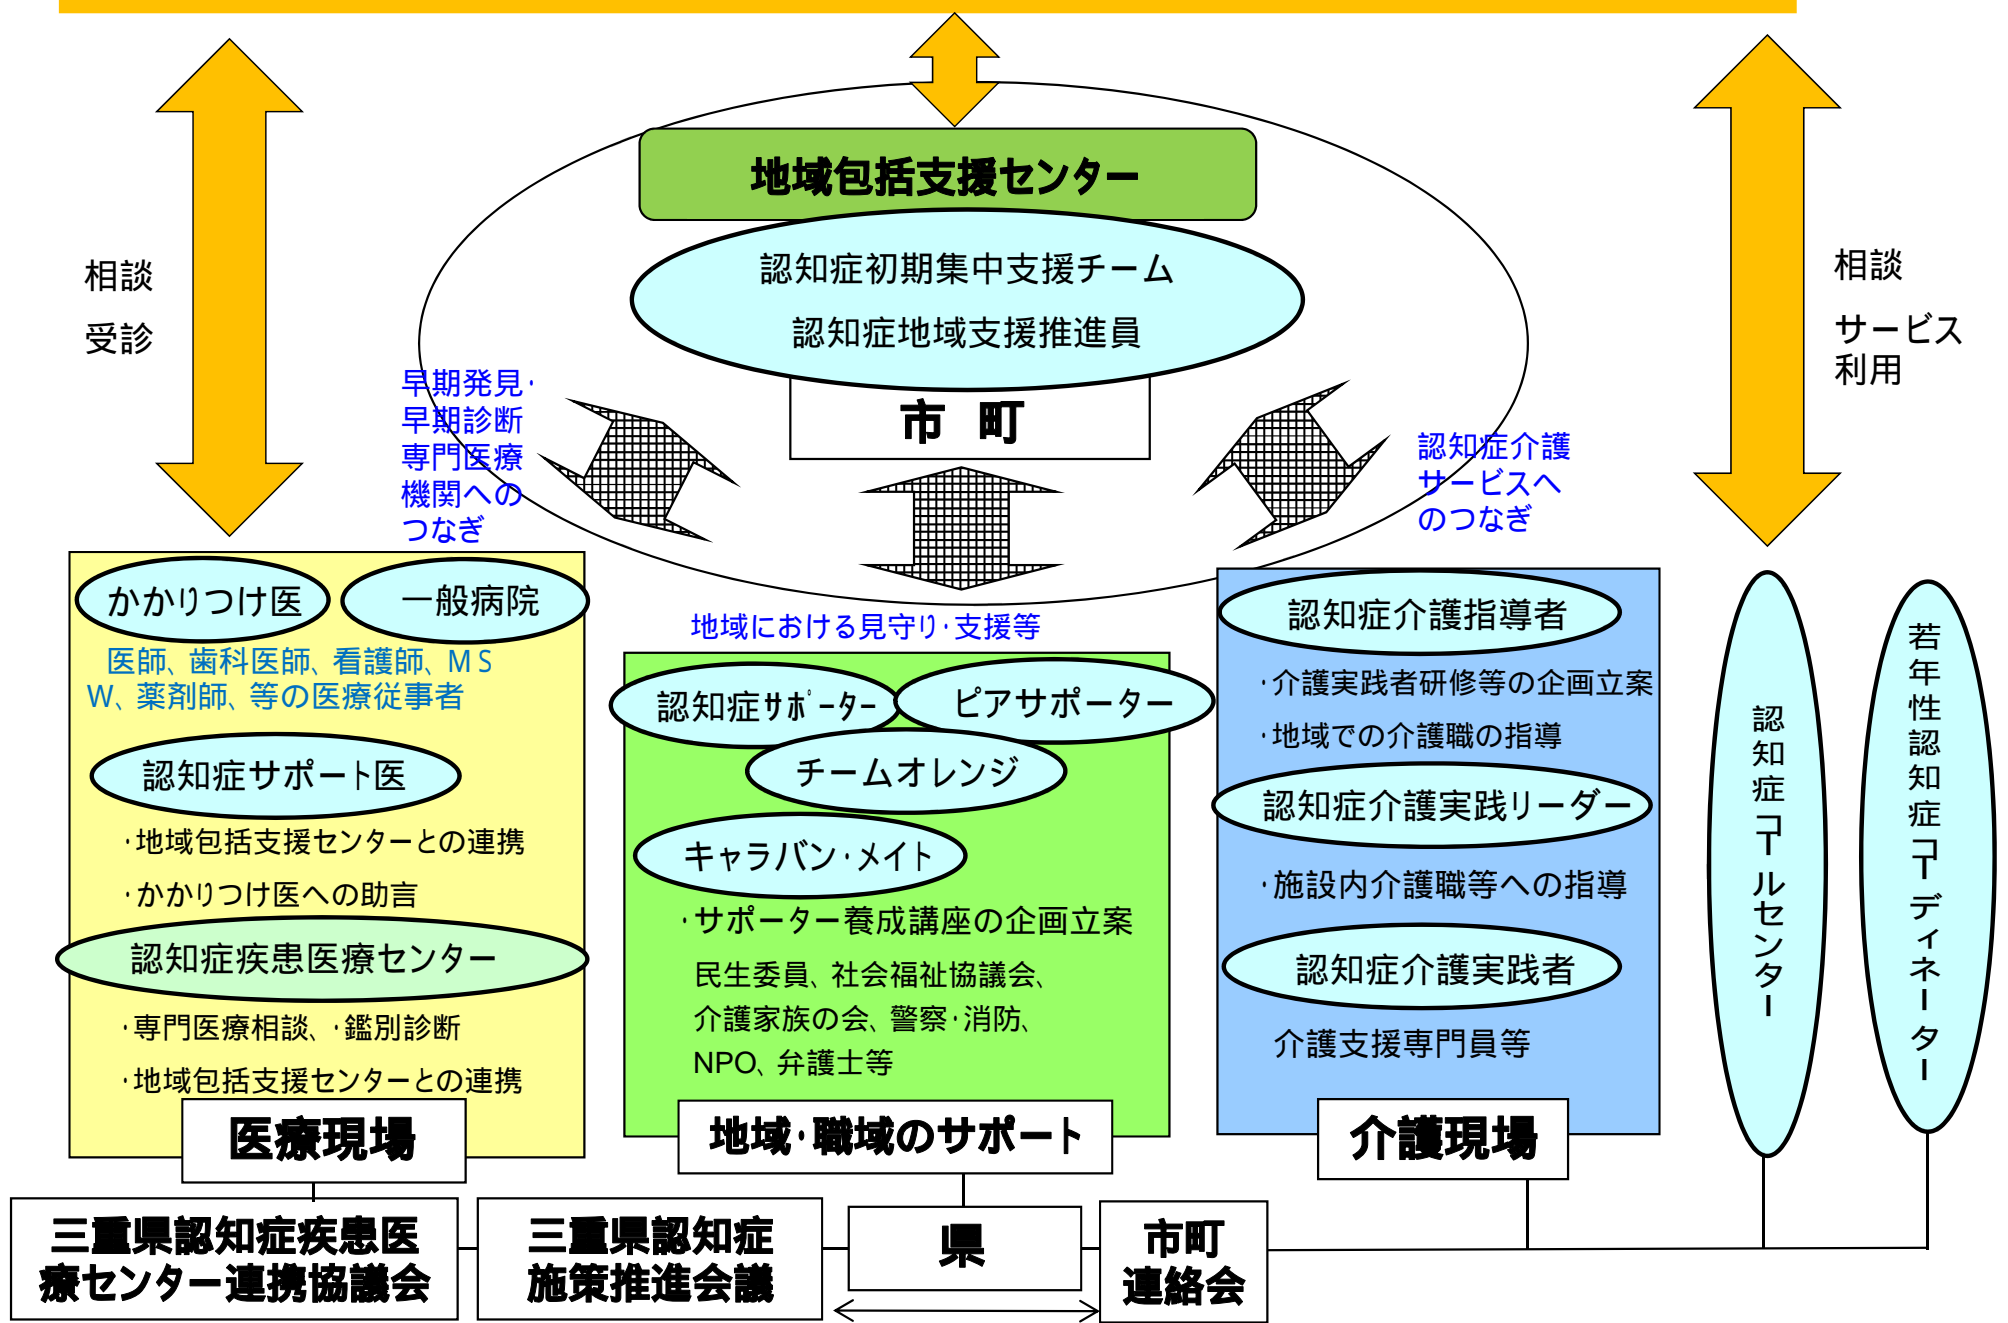 地域包括支援センター
認知症初期集中支援チーム
認知症地域支援推進員
市 町
相談
受診
相談
サービス
利用
早期発見・
早期診断
専門医療
機関への
つなぎ
認知症介護
サービスへ
のつなぎ
地域における見守り・支援等
かかりつけ医
一般病院
医師、歯科医師、看護師、MS
W、薬剤師、等の医療従事者
認知症サポート医
・地域包括支援センターとの連携
・かかりつけ医への助言
認知症疾患医療センター
・専門医療相談、・鑑別診断
・地域包括支援センターとの連携
医療現場
認知症ｻﾎﾟｰﾀｰ
ピアサポーター
チームオレンジ
キャラバン・メイト
・サポーター養成講座の企画立案
民生委員、社会福祉協議会、
介護家族の会、警察・消防、
NPO、弁護士等
地域・職域のサポート
認知症介護指導者
・介護実践者研修等の企画立案
・地域での介護職の指導
認知症介護実践リーダー
・施設内介護職等への指導
認知症介護実践者
介護支援専門員等
介護現場
認知症コールセンター
若年性認知症コーディネーター
三重県認知症疾患医
療センター連携協議会
三重県認知症
施策推進会議
県
市町
連絡会